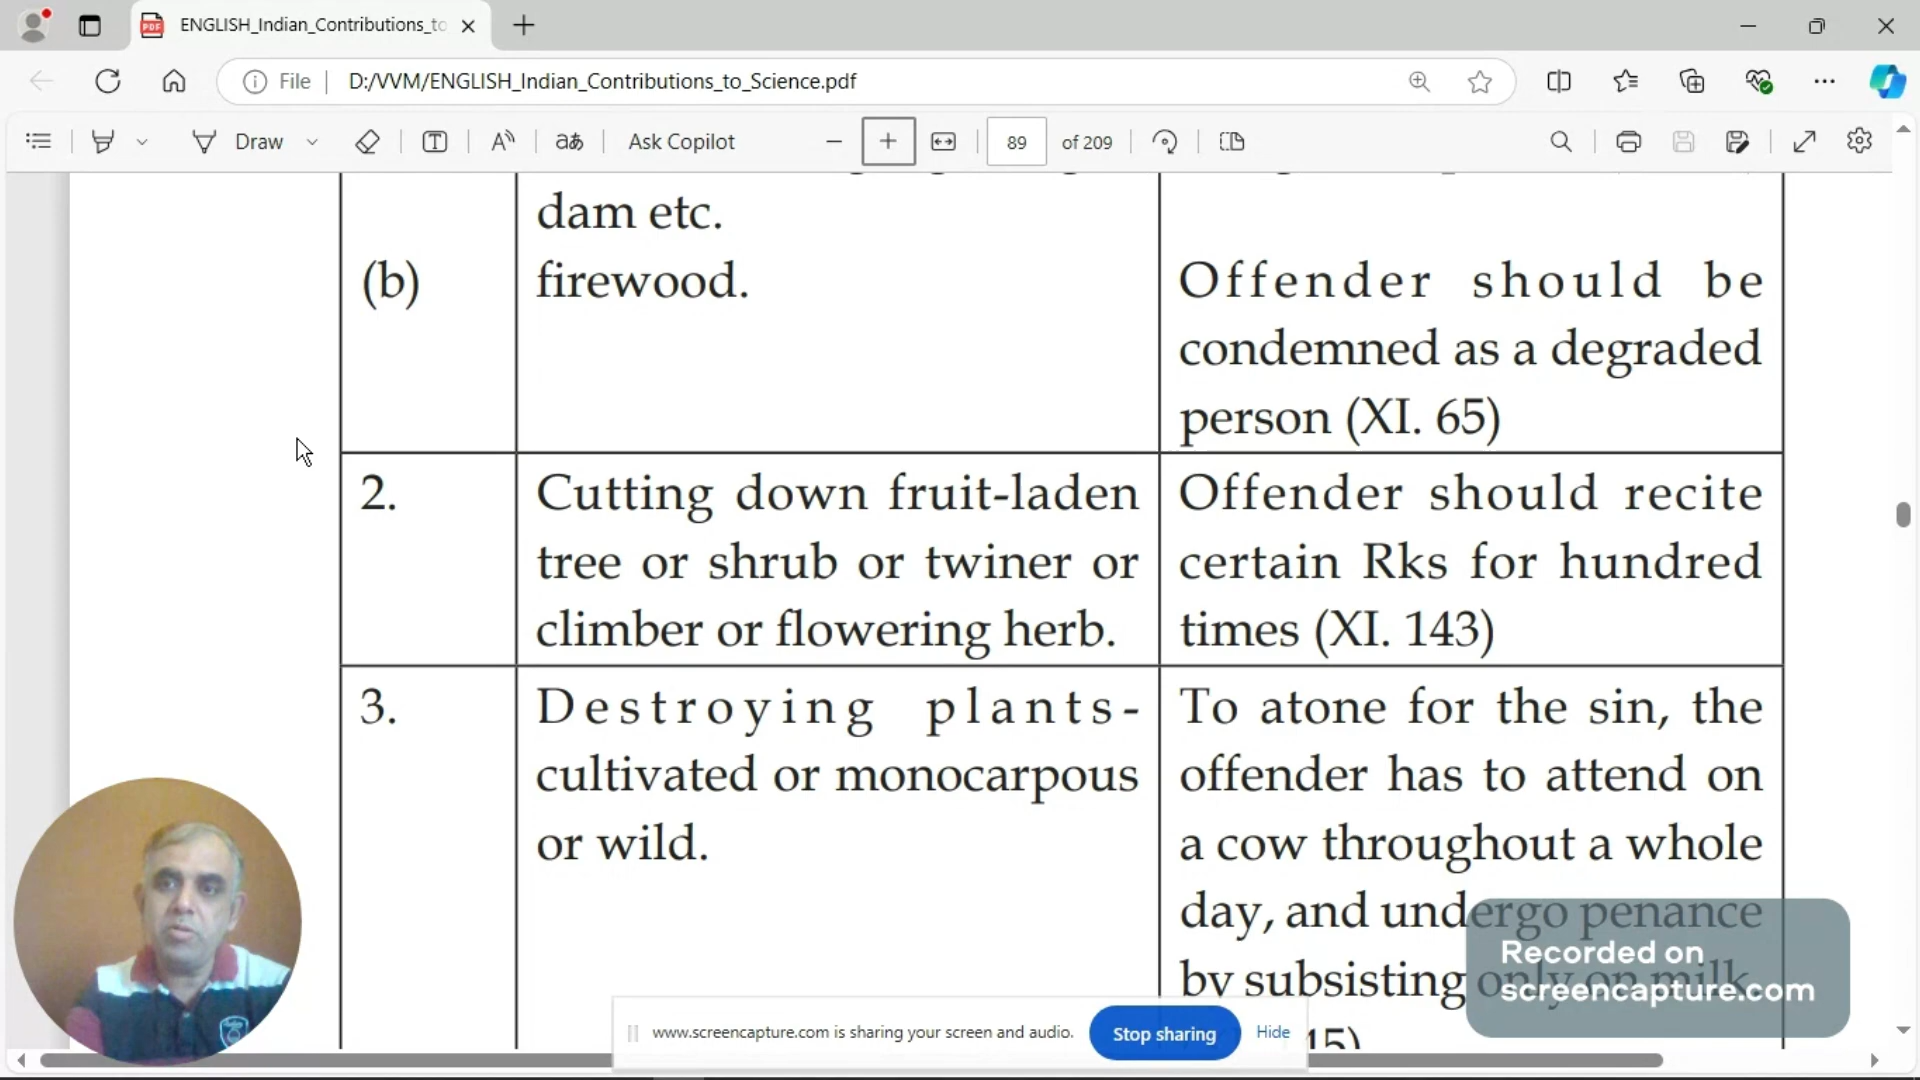 ENGLISH_Indian_Contributions_to
File
D:/VVM/ENGLISH_Indian_Contributions_to_Science.pdf
Draw
Ask Copilot
89 of 209
dam etc.
(b) firewood.
Offender should be
condemned as a degraded
person (XI. 65)
2.
Cutting down fruit-laden
tree or shrub or twiner or
climber or flowering herb.
Offender should recite
certain Rks for hundred
times (XI. 143)
3.
Destroying plants-
cultivated or monocarpous
or wild.
To atone for the sin, the
offender has to attend on
a cow throughout a whole
day, and undergo penance
by subsisting only on milk.
45)
Recorded on
screencapture.com
www.screencapture.com is sharing your screen and audio.
Stop sharing
Hide